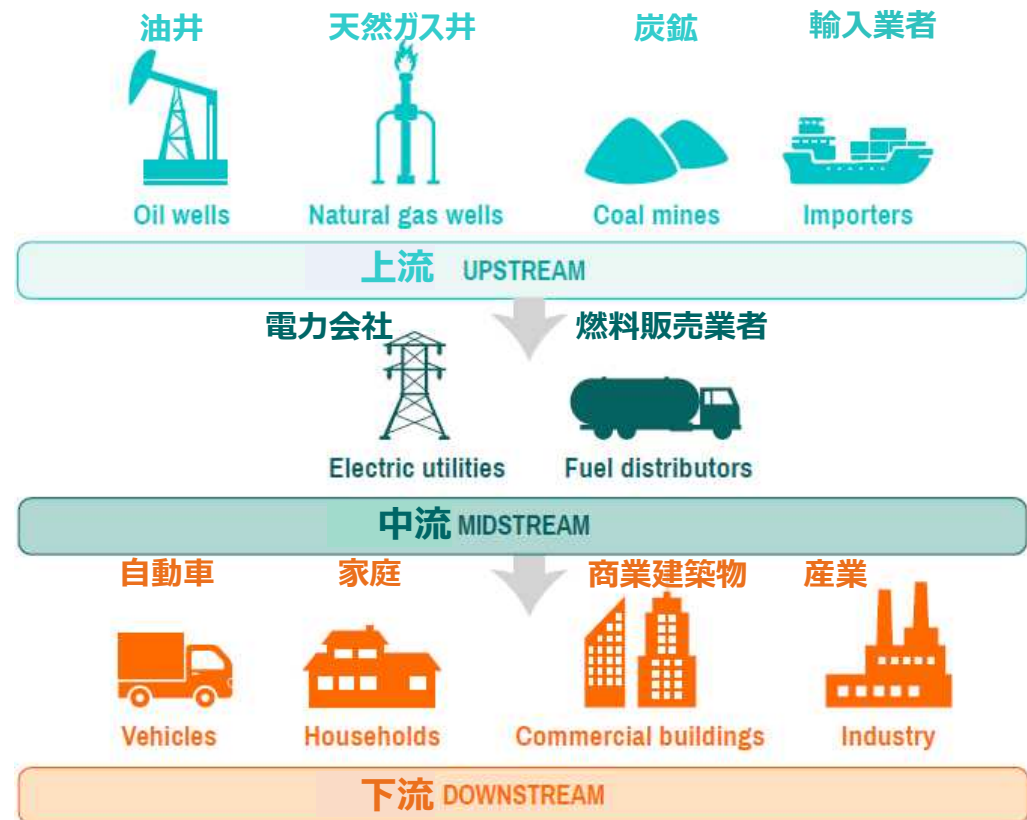 油井 天然ガス井 炭鉱 輸入業者
Oil wells Natural gas wells Coal mines Importers
上流 UPSTREAM
電力会社 燃料販売業者
Electric utilities Fuel distributors
中流 MIDSTREAM
自動車 家庭 商業建築物 産業
Vehicles Households Commercial buildings Industry
下流 DOWNSTREAM